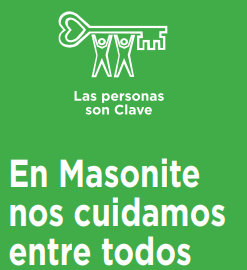 Las personas
son Clave
En Masonite
nos cuidamos
entre todos